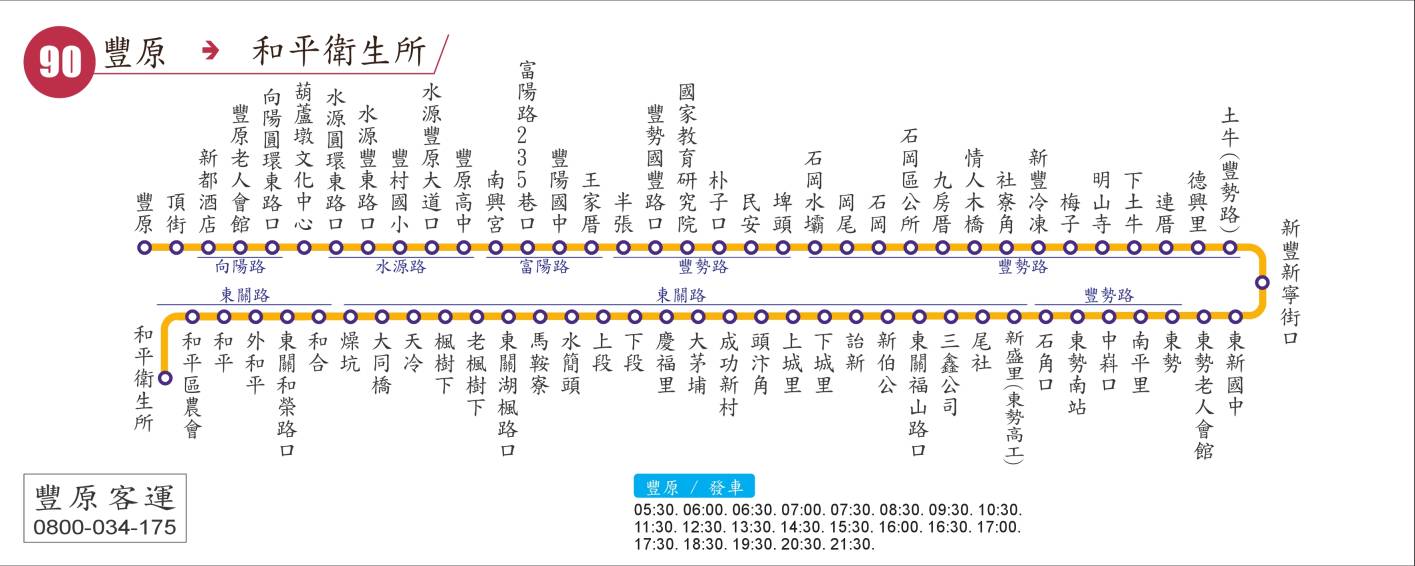 90
豐原 → 和平衛生所
豐原
頂街
新都酒店
豐原老人會館
向陽圓環東路口
葫蘆墩文化中心
水源圓環東路口
水源豐東路口
豐村國小
水源豐原大道口
豐原高中
南興宮
富陽路235巷口
豐陽國中
王家厝
半張
豐勢國豐路口
國家教育研究院
朴子口
民安
埤頭
石岡水壩
岡尾
石岡
石岡區公所
九房厝
情人木橋
社寮角
新豐冷凍
梅子
明山寺
下土牛
連厝
德興里
土牛(豐勢路)
向陽路
水源路
富陽路
豐勢路
豐勢路
新豐新寧街口
東關路
東關路
豐勢路
和平衛生所
和平區農會
和平
外和平
東關和榮路口
和合
燥坑
大同橋
天冷
楓樹下
老楓樹下
東關湖楓路口
馬鞍寮
水簡頭
上段
下段
慶福里
大茅埔
成功新村
頭汴角
上城里
下城里
詒新
新伯公
東關福山路口
三鑫公司
尾社
新盛里(東勢高工)
石角口
東勢南站
中嵙口
南平里
東勢
東勢老人會館
東新國中
豐原客運
0800-034-175
豐原 / 發車
05:30. 06:00. 06:30. 07:00. 07:30. 08:30. 09:30. 10:30.
11:30. 12:30. 13:30. 14:30. 15:30. 16:00. 16:30. 17:00.
17:30. 18:30. 19:30. 20:30. 21:30.